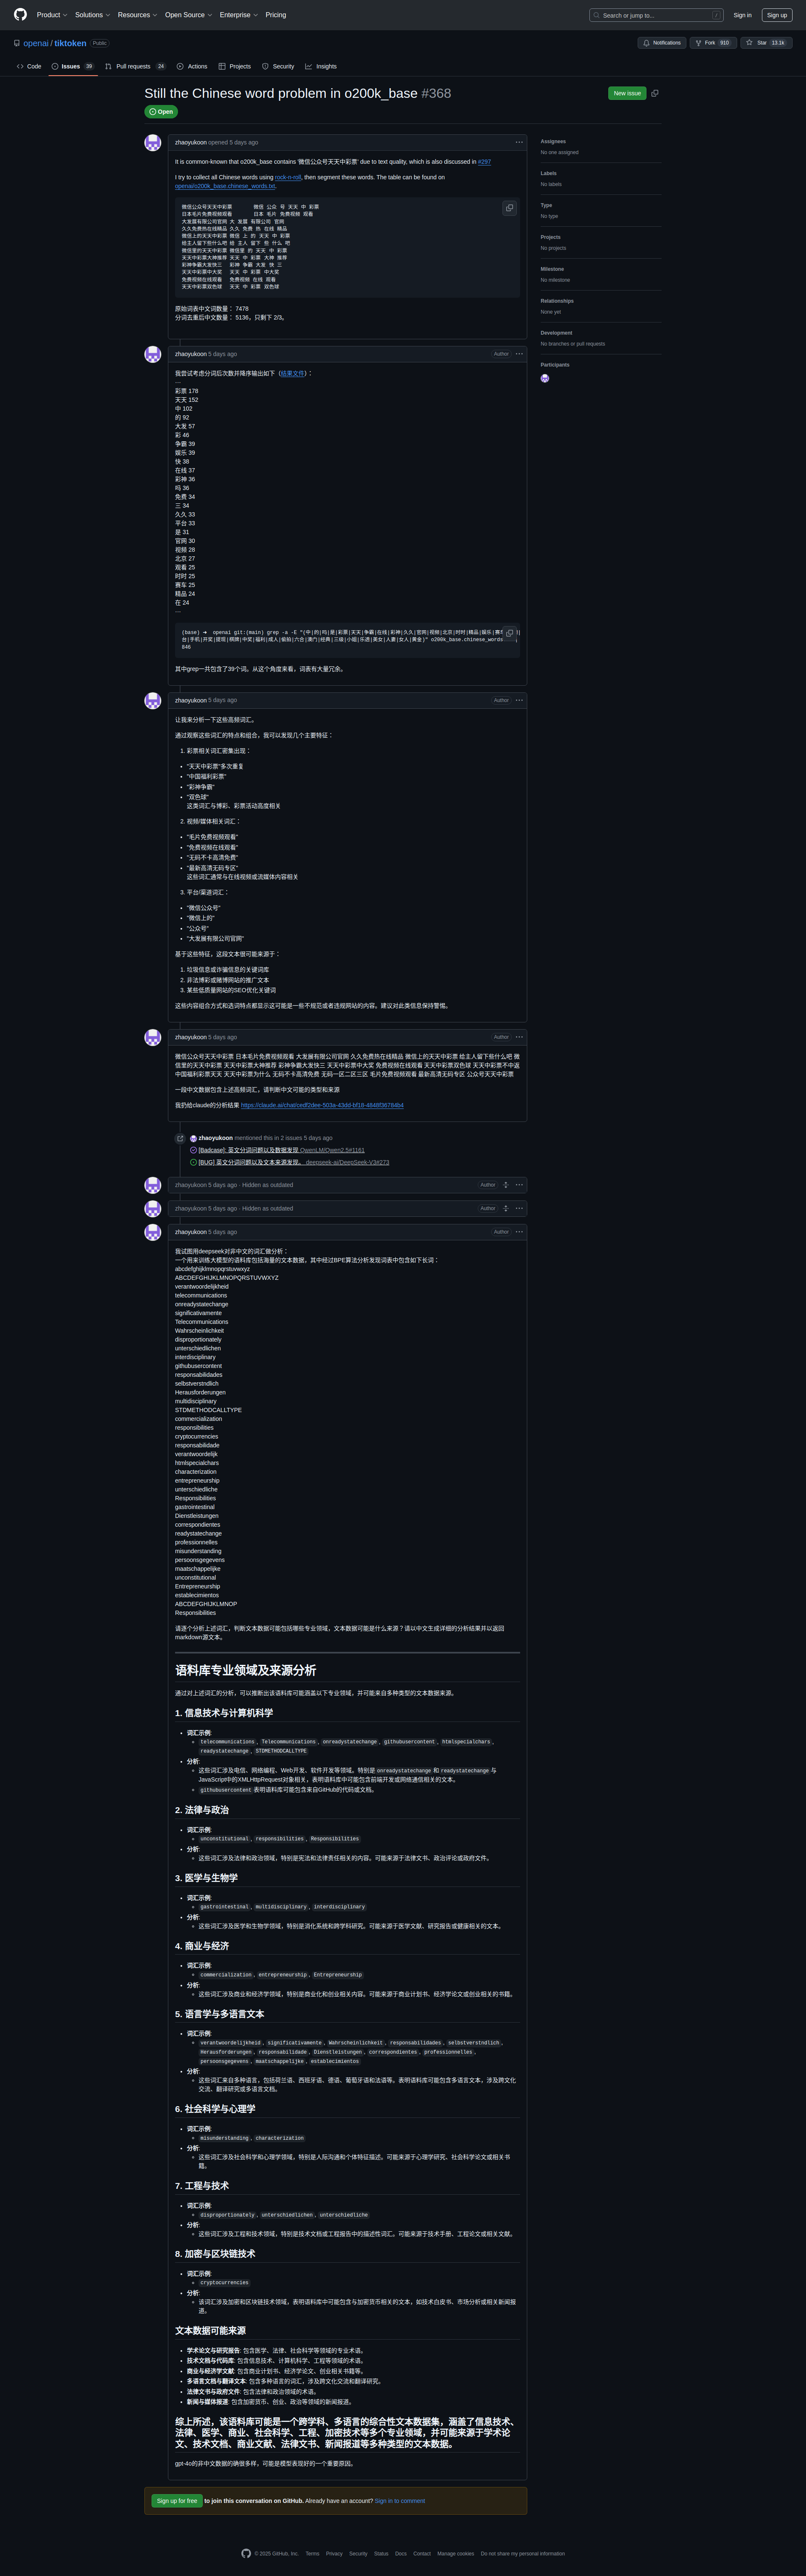 Product
Solutions
Resources
Open Source
Enterprise
Pricing
Search or jump to...
/
Sign in
Sign up
openai / tiktoken Public
Notifications
Fork 910
Star 13.1k
Code
Issues 39
Pull requests 24
Actions
Projects
Security
Insights
Still the Chinese word problem in o200k_base #368
New issue
Open
zhaoyukoon opened 5 days ago
It is common-known that o200k_base contains '微信公众号天天中彩票' due to text quality, which is also discussed in #297
I try to collect all Chinese words using rock-n-roll, then segment these words. The table can be found on
openai/o200k_base.chinese_words.txt.
微信公众号天天中彩票 微信 公众 号 天天 中 彩票
日本毛片免费视频观看 日本 毛片 免费视频 观看
大发展有限公司官网 大 发展 有限公司 官网
久久免费热在线精品 久久 免费 热 在线 精品
微信上的天天中彩票 微信 上 的 天天 中 彩票
给主人留下些什么吧 给 主人 留下 些 什么 吧
微信里的天天中彩票 微信里 的 天天 中 彩票
天天中彩票大神推荐 天天 中 彩票 大神 推荐
彩神争霸大发快三 彩神 争霸 大发 快 三
天天中彩票中大奖 天天 中 彩票 中大奖
免费视频在线观看 免费视频 在线 观看
天天中彩票双色球 天天 中 彩票 双色球
原始词表中文词数量： 7478
分词去重后中文数量： 5136，只剩下 2/3。
Assignees
No one assigned
Labels
No labels
Type
No type
Projects
No projects
Milestone
No milestone
Relationships
None yet
Development
No branches or pull requests
Participants
zhaoyukoon 5 days ago
Author
我尝试考虑分词后次数并降序输出如下（结果文件）：
彩票 178
天天 152
中 102
的 92
大发 57
彩 46
争霸 39
娱乐 39
快 38
在线 37
彩神 36
吗 36
免费 34
三 34
久久 33
平台 33
是 31
官网 30
视频 28
北京 27
观看 25
时时 25
赛车 25
精品 24
在 24
(base) ➜ openai git:(main) grep -a -E "(中|的|吗|是|彩票|天天|争霸|在线|彩神|久久|官网|视频|北京|时时|精品|娱乐|赛车
台|手机|开奖|提现|棋牌|中奖|福利|成人|偷拍|六合|澳门|经典|三级|小姐|乐透|美女|人妻|女人|黄金)" o200k_base.chinese_words
846
其中grep一共包含了39个词。从这个角度来看，词表有大量冗余。
zhaoyukoon 5 days ago
Author
让我来分析一下这些高频词汇。
通过观察这些词汇的特点和组合，我可以发现几个主要特征：
1. 彩票相关词汇密集出现：
"天天中彩票"多次重复
"中国福利彩票"
"彩神争霸"
"双色球"
这类词汇与博彩、彩票活动高度相关
2. 视频/媒体相关词汇：
"毛片免费视频观看"
"免费视频在线观看"
"无码不卡高清免费"
"最新高清无码专区"
这些词汇通常与在线视频或流媒体内容相关
3. 平台/渠道词汇：
"微信公众号"
"微信上的"
"公众号"
"大发展有限公司官网"
基于这些特征，这段文本很可能来源于：
1. 垃圾信息或诈骗信息的关键词库
2. 非法博彩或赌博网站的推广文本
3. 某些低质量网站的SEO优化关键词
这些内容组合方式和选词特点都显示这可能是一些不规范或者违规网站的内容。建议对此类信息保持警惕。
zhaoyukoon 5 days ago
Author
微信公众号天天中彩票 日本毛片免费视频观看 大发展有限公司官网 久久免费热在线精品 微信上的天天中彩票 给主人留下些什么吧 微
信里的天天中彩票 天天中彩票大神推荐 彩神争霸大发快三 天天中彩票中大奖 免费视频在线观看 天天中彩票双色球 天天中彩票不中返
中国福利彩票天天 天天中彩票为什么 无码不卡高清免费 无码一区二区三区 毛片免费视频观看 最新高清无码专区 公众号天天中彩票
一段中文数据包含上述高频词汇，请判断中文可能的类型和来源
我扔给claude的分析结果 https://claude.ai/chat/cedf2dee-503a-43dd-bf18-4848f36784b4
zhaoyukoon mentioned this in 2 issues 5 days ago
[Badcase]: 英文分词问题以及数据发现 QwenLM/Qwen2.5#1161
[BUG] 英文分词问题以及文本来源发现。 deepseek-ai/DeepSeek-V3#273
zhaoyukoon 5 days ago · Hidden as outdated
Author
zhaoyukoon 5 days ago · Hidden as outdated
Author
zhaoyukoon 5 days ago
Author
我试图用deepseek对非中文的词汇做分析：
一个用来训练大模型的语料库包括海量的文本数据，其中经过BPE算法分析发现词表中包含如下长词：
abcdefghijklmnopqrstuvwxyz
ABCDEFGHIJKLMNOPQRSTUVWXYZ
verantwoordelijkheid
telecommunications
onreadystatechange
significativamente
Telecommunications
Wahrscheinlichkeit
disproportionately
unterschiedlichen
interdisciplinary
githubusercontent
responsabilidades
selbstverstndlich
Herausforderungen
multidisciplinary
STDMETHODCALLTYPE
commercialization
responsibilities
cryptocurrencies
responsabilidade
verantwoordelijk
htmlspecialchars
characterization
entrepreneurship
unterschiedliche
Responsibilities
gastrointestinal
Dienstleistungen
correspondientes
readystatechange
professionnelles
misunderstanding
persoonsgegevens
maatschappelijke
unconstitutional
Entrepreneurship
establecimientos
ABCDEFGHIJKLMNOP
Responsibilities
请逐个分析上述词汇，判断文本数据可能包括哪些专业领域，文本数据可能是什么来源？请以中文生成详细的分析结果并以返回
markdown源文本。
语料库专业领域及来源分析
通过对上述词汇的分析，可以推断出该语料库可能涵盖以下专业领域，并可能来自多种类型的文本数据来源。
1. 信息技术与计算机科学
词汇示例:
telecommunications, Telecommunications, onreadystatechange, githubusercontent, htmlspecialchars,
readystatechange, STDMETHODCALLTYPE
分析:
这些词汇涉及电信、网络编程、Web开发、软件开发等领域。特别是 onreadystatechange 和 readystatechange 与
JavaScript中的XMLHttpRequest对象相关，表明语料库中可能包含前端开发或网络通信相关的文本。
githubusercontent 表明语料库可能包含来自GitHub的代码或文档。
2. 法律与政治
词汇示例:
unconstitutional, responsibilities, Responsibilities
分析:
这些词汇涉及法律和政治领域，特别是宪法和法律责任相关的内容。可能来源于法律文书、政治评论或政府文件。
3. 医学与生物学
词汇示例:
gastrointestinal, multidisciplinary, interdisciplinary
分析:
这些词汇涉及医学和生物学领域，特别是消化系统和跨学科研究。可能来源于医学文献、研究报告或健康相关的文本。
4. 商业与经济
词汇示例:
commercialization, entrepreneurship, Entrepreneurship
分析:
这些词汇涉及商业和经济学领域，特别是商业化和创业相关内容。可能来源于商业计划书、经济学论文或创业相关的书籍。
5. 语言学与多语言文本
词汇示例:
verantwoordelijkheid, significativamente, Wahrscheinlichkeit, responsabilidades, selbstverstndlich,
Herausforderungen, responsabilidade, Dienstleistungen, correspondientes, professionnelles,
persoonsgegevens, maatschappelijke, establecimientos
分析:
这些词汇来自多种语言，包括荷兰语、西班牙语、德语、葡萄牙语和法语等。表明语料库可能包含多语言文本，涉及跨文化
交流、翻译研究或多语言文档。
6. 社会科学与心理学
词汇示例:
misunderstanding, characterization
分析:
这些词汇涉及社会科学和心理学领域，特别是人际沟通和个体特征描述。可能来源于心理学研究、社会科学论文或相关书
籍。
7. 工程与技术
词汇示例:
disproportionately, unterschiedlichen, unterschiedliche
分析:
这些词汇涉及工程和技术领域，特别是技术文档或工程报告中的描述性词汇。可能来源于技术手册、工程论文或相关文献。
8. 加密与区块链技术
词汇示例:
cryptocurrencies
分析:
该词汇涉及加密和区块链技术领域，表明语料库中可能包含与加密货币相关的文本，如技术白皮书、市场分析或相关新闻报
道。
文本数据可能来源
学术论文与研究报告: 包含医学、法律、社会科学等领域的专业术语。
技术文档与代码库: 包含信息技术、计算机科学、工程等领域的术语。
商业与经济学文献: 包含商业计划书、经济学论文、创业相关书籍等。
多语言文档与翻译文本: 包含多种语言的词汇，涉及跨文化交流和翻译研究。
法律文书与政府文件: 包含法律和政治领域的术语。
新闻与媒体报道: 包含加密货币、创业、政治等领域的新闻报道。
综上所述，该语料库可能是一个跨学科、多语言的综合性文本数据集，涵盖了信息技术、
法律、医学、商业、社会科学、工程、加密技术等多个专业领域，并可能来源于学术论
文、技术文档、商业文献、法律文书、新闻报道等多种类型的文本数据。
gpt-4o的非中文数据的确很多样，可能是模型表现好的一个重要原因。
Sign up for free to join this conversation on GitHub. Already have an account? Sign in to comment
© 2025 GitHub, Inc.
Terms
Privacy
Security
Status
Docs
Contact
Manage cookies
Do not share my personal information